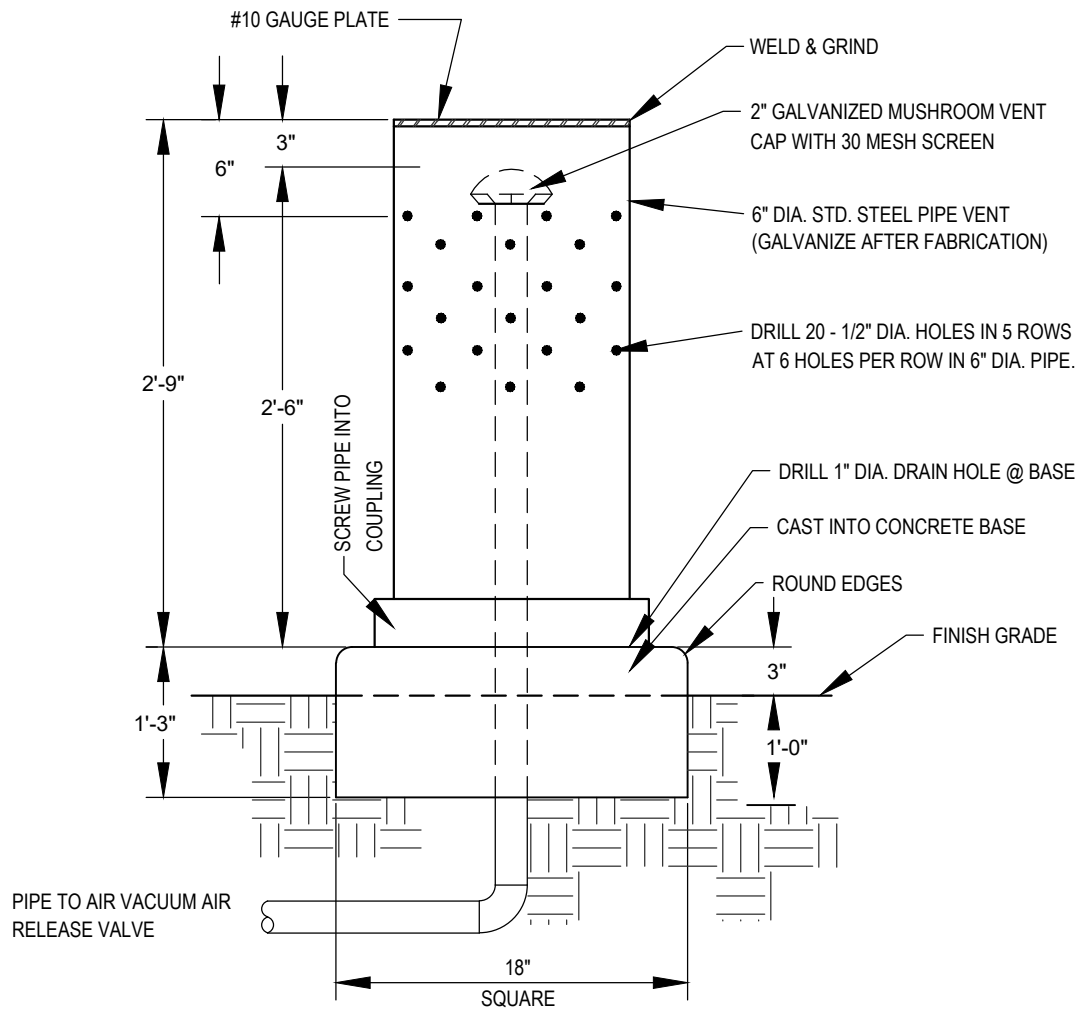 #10 GAUGE PLATE
WELD & GRIND
2" GALVANIZED MUSHROOM VENT
CAP WITH 30 MESH SCREEN
3"
6"
6" DIA. STD. STEEL PIPE VENT
(GALVANIZE AFTER FABRICATION)
DRILL 20 - 1/2" DIA. HOLES IN 5 ROWS
AT 6 HOLES PER ROW IN 6" DIA. PIPE.
2'-9"
2'-6"
SCREW PIPE INTO
COUPLING
DRILL 1" DIA. DRAIN HOLE @ BASE
CAST INTO CONCRETE BASE
ROUND EDGES
FINISH GRADE
3"
1'-3"
1'-0"
PIPE TO AIR VACUUM AIR
RELEASE VALVE
18"
SQUARE